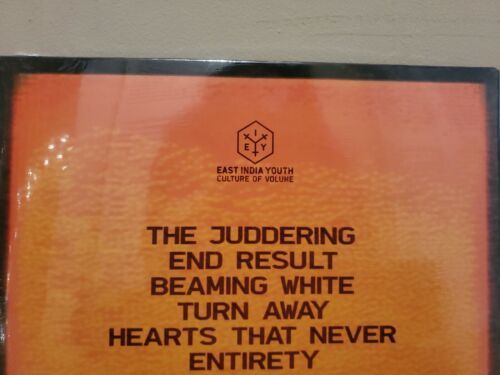 E I Y
EAST INDIA YOUTH
CULTURE OF VOLUME
THE JUDDERING
END RESULT
BEAMING WHITE
TURN AWAY
HEARTS THAT NEVER
ENTIRETY